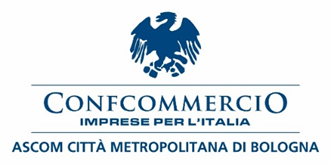 CONFCOMMERCIO
IMPRESE PER L'ITALIA
ASCOM CITTÀ METROPOLITANA DI BOLOGNA